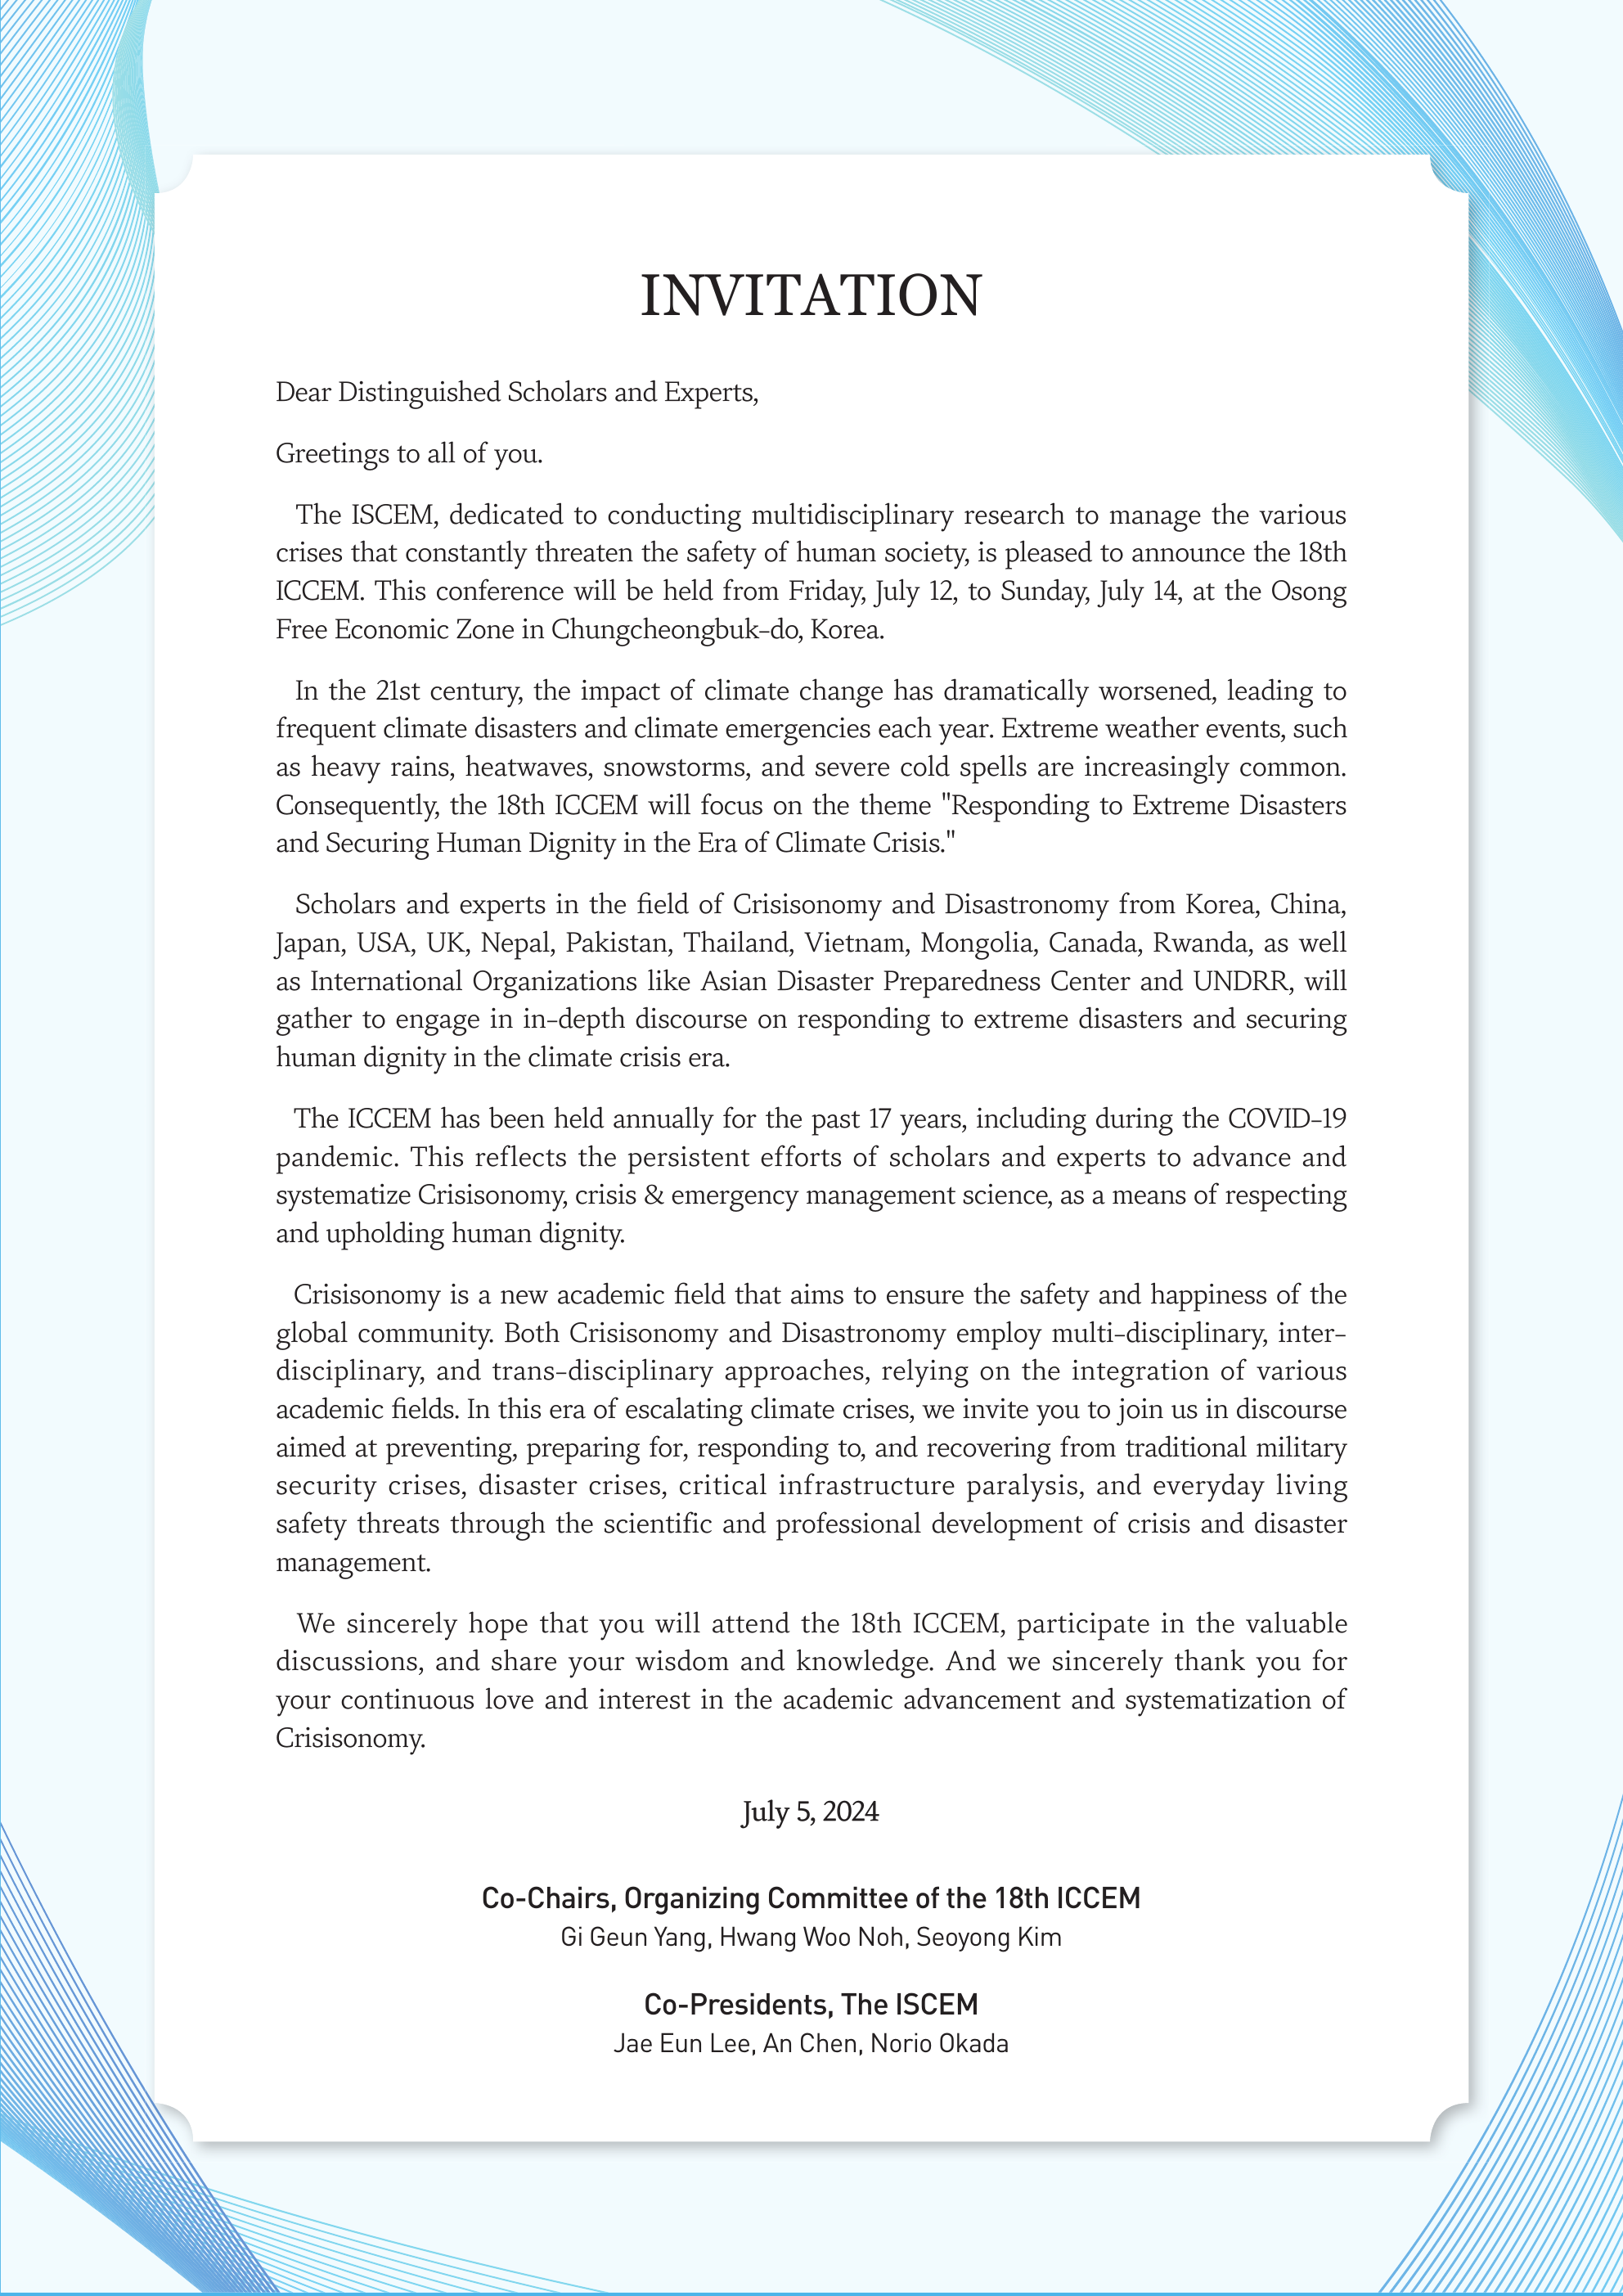 INVITATION
Dear Distinguished Scholars and Experts,
Greetings to all of you.
The ISCEM, dedicated to conducting multidisciplinary research to manage the various
crises that constantly threaten the safety of human society, is pleased to announce the 18th
ICCEM. This conference will be held from Friday, July 12, to Sunday, July 14, at the Osong
Free Economic Zone in Chungcheongbuk-do, Korea.
In the 21st century, the impact of climate change has dramatically worsened, leading to
frequent climate disasters and climate emergencies each year. Extreme weather events, such
as heavy rains, heatwaves, snowstorms, and severe cold spells are increasingly common.
Consequently, the 18th ICCEM will focus on the theme "Responding to Extreme Disasters
and Securing Human Dignity in the Era of Climate Crisis."
Scholars and experts in the field of Crisisonomy and Disastronomy from Korea, China,
Japan, USA, UK, Nepal, Pakistan, Thailand, Vietnam, Mongolia, Canada, Rwanda, as well
as International Organizations like Asian Disaster Preparedness Center and UNDRR, will
gather to engage in in-depth discourse on responding to extreme disasters and securing
human dignity in the climate crisis era.
The ICCEM has been held annually for the past 17 years, including during the COVID-19
pandemic. This reflects the persistent efforts of scholars and experts to advance and
systematize Crisisonomy, crisis & emergency management science, as a means of respecting
and upholding human dignity.
Crisisonomy is a new academic field that aims to ensure the safety and happiness of the
global community. Both Crisisonomy and Disastronomy employ multi-disciplinary, inter-
disciplinary, and trans-disciplinary approaches, relying on the integration of various
academic fields. In this era of escalating climate crises, we invite you to join us in discourse
aimed at preventing, preparing for, responding to, and recovering from traditional military
security crises, disaster crises, critical infrastructure paralysis, and everyday living
safety threats through the scientific and professional development of crisis and disaster
management.
We sincerely hope that you will attend the 18th ICCEM, participate in the valuable
discussions, and share your wisdom and knowledge. And we sincerely thank you for
your continuous love and interest in the academic advancement and systematization of
Crisisonomy.
July 5, 2024
Co-Chairs, Organizing Committee of the 18th ICCEM
Gi Geun Yang, Hwang Woo Noh, Seoyong Kim
Co-Presidents, The ISCEM
Jae Eun Lee, An Chen, Norio Okada